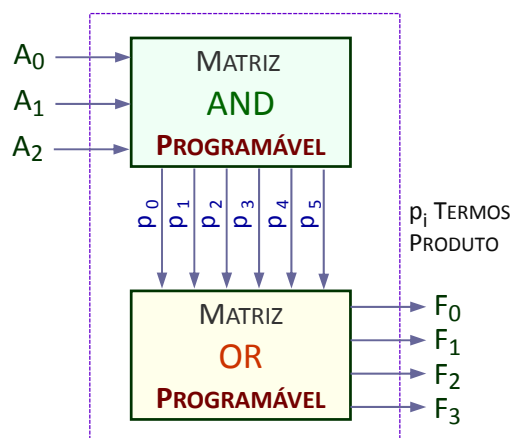 A0
A1
A2
MATRIZ
AND
PROGRAMÁVEL
p0
p1
p2
p3
p4
p5
pi TERMOS
PRODUTO
MATRIZ
OR
PROGRAMÁVEL
F0
F1
F2
F3